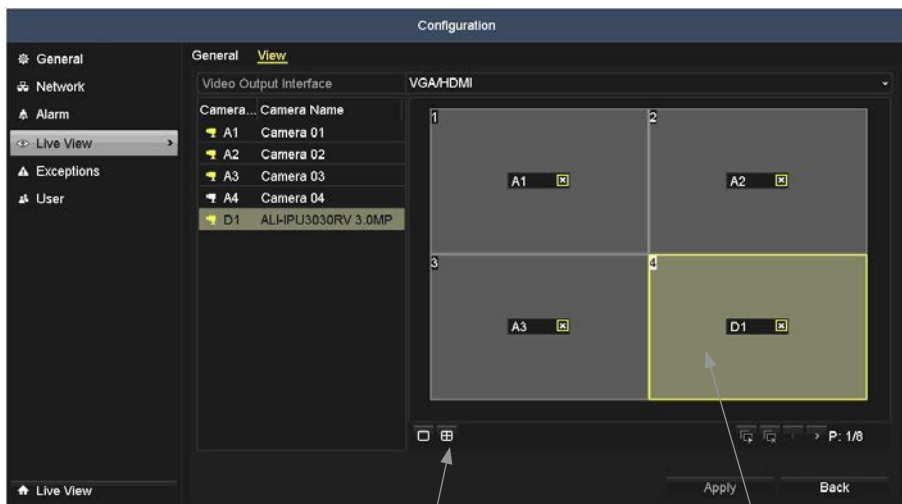 Configuration
General
Network
Alarm
Live View
Exceptions
User
Live View
General View
Video Output Interface VGA/HDMI
Camera... Camera Name
A1 Camera 01
A2 Camera 02
A3 Camera 03
A4 Camera 04
D1 ALI-IPU3030RV 3.0MP
1 2
A1 A2
3 4
A3 D1
P: 1/8
Apply Back